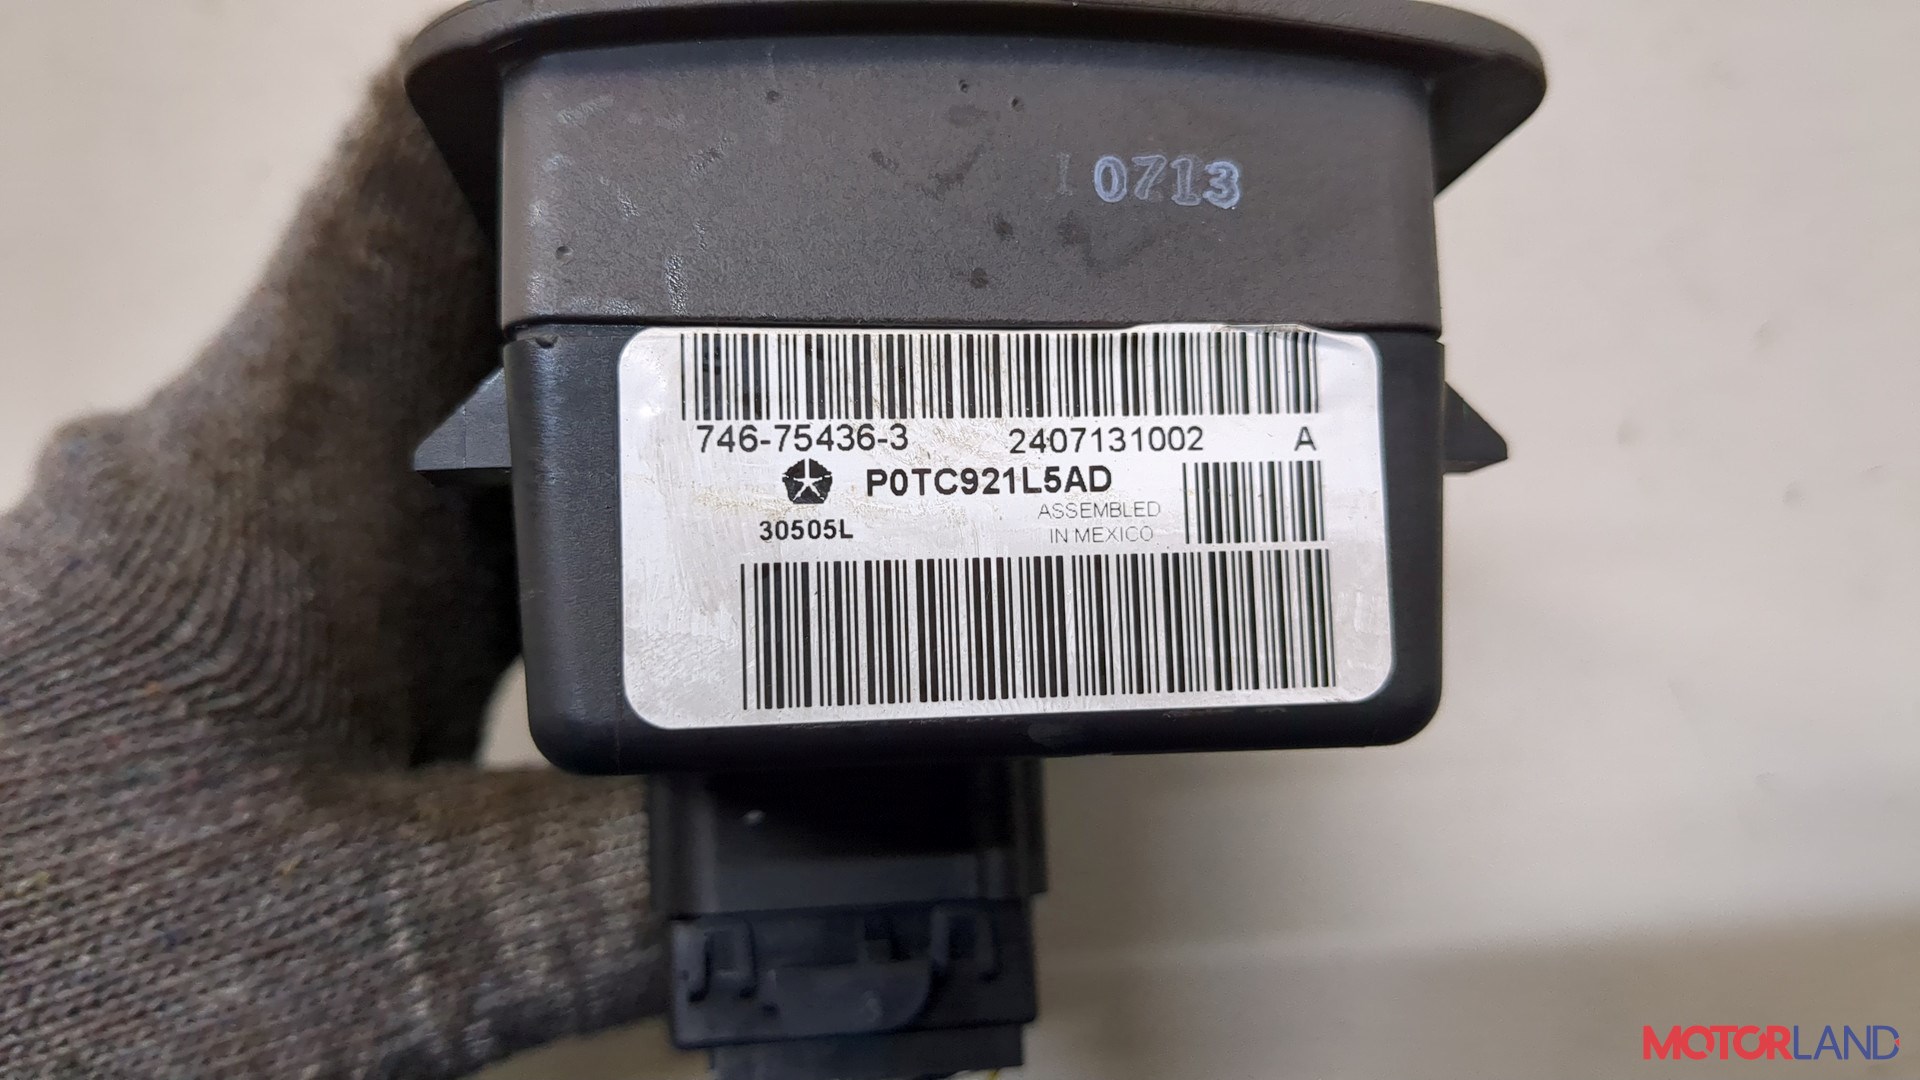 0713
746-75436-3 2407131002 A
P0TC921L5AD
30505L
ASSEMBLED
IN MEXICO
MOTORLAND